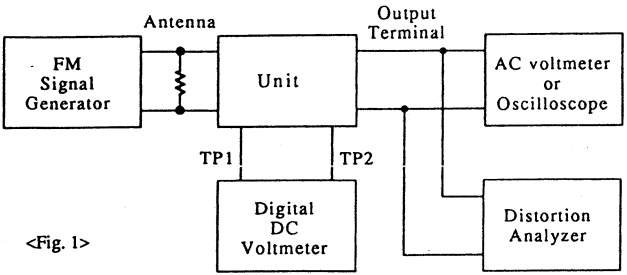 Antenna
Output
Terminal
FM
Signal
Generator
Unit
AC voltmeter
or
Oscilloscope
TP1
TP2
Digital
DC
Voltmeter
Distortion
Analyzer
<Fig. 1>